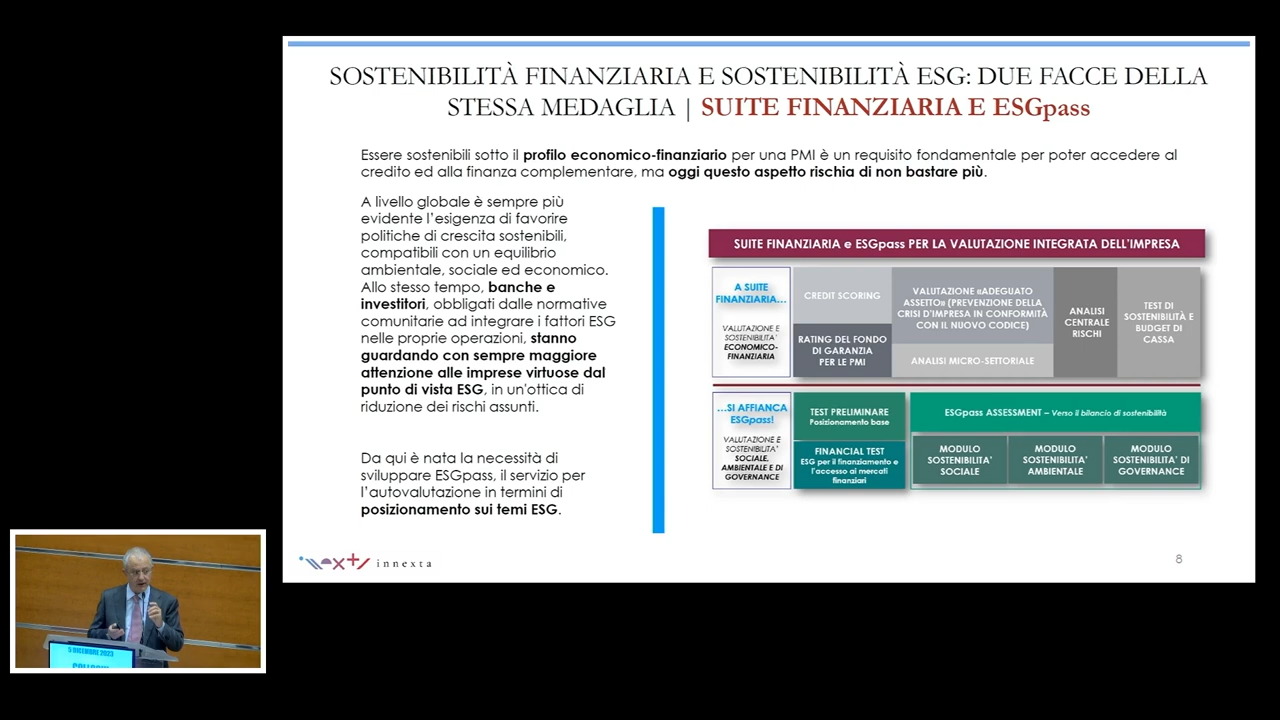 SOSTENIBILITÀ FINANZIARIA E SOSTENIBILITÀ ESG: DUE FACCE DELLA
STESSA MEDAGLIA | SUITE FINANZIARIA E ESGpass
Essere sostenibili sotto il profilo economico-finanziario per una PMI è un requisito fondamentale per poter accedere al
credito ed alla finanza complementare, ma oggi questo aspetto rischia di non bastare più.
A livello globale è sempre più
evidente l'esigenza di favorire
politiche di crescita sostenibili,
compatibili con un equilibrio
ambientale, sociale ed economico.
Allo stesso tempo, banche e
investitori, obbligati dalle normative
comunitarie ad integrare i fattori ESG
nelle proprie operazioni, stanno
guardando con sempre maggiore
attenzione alle imprese virtuose dal
punto di vista ESG, in un'ottica di
riduzione dei rischi assunti.
Da qui è nata la necessità di
sviluppare ESGpass, il servizio per
l'autovalutazione in termini di
posizionamento sui temi ESG.
SUITE FINANZIARIA e ESGpass PER LA VALUTAZIONE INTEGRATA DELL'IMPRESA
A SUITE
FINANZIARIA...
VALUTAZIONE E
SOSTENIBILITA'
ECONOMICO-
FINANZIARIA
CREDIT SCORING
RATING DEL FONDO
DI GARANZIA
PER LE PMI
VALUTAZIONE «ADEGUATO
ASSETTO» (PREVENZIONE DELLA
CRISI D'IMPRESA IN CONFORMITÀ
CON IL NUOVO CODICE)
ANALISI MICRO-SETTORIALE
ANALISI
CENTRALE
RISCHI
TEST DI
SOSTENIBILITÀ E
BUDGET DI
CASSA
...SI AFFIANCA
ESGpass!
VALUTAZIONE E
SOSTENIBILITA'
SOCIALE,
AMBIENTALE E DI
GOVERNANCE
TEST PRELIMINARE
Posizionamento base
FINANCIAL TEST
ESG per il finanziamento e
l'accesso ai mercati
finanziari
ESGpass ASSESSMENT – Verso il bilancio di sostenibilità
MODULO
SOSTENIBILITA'
SOCIALE
MODULO
SOSTENIBILITA'
AMBIENTALE
MODULO
SOSTENIBILITA' DI
GOVERNANCE
innexta
8
5 DICEMBRE 2023